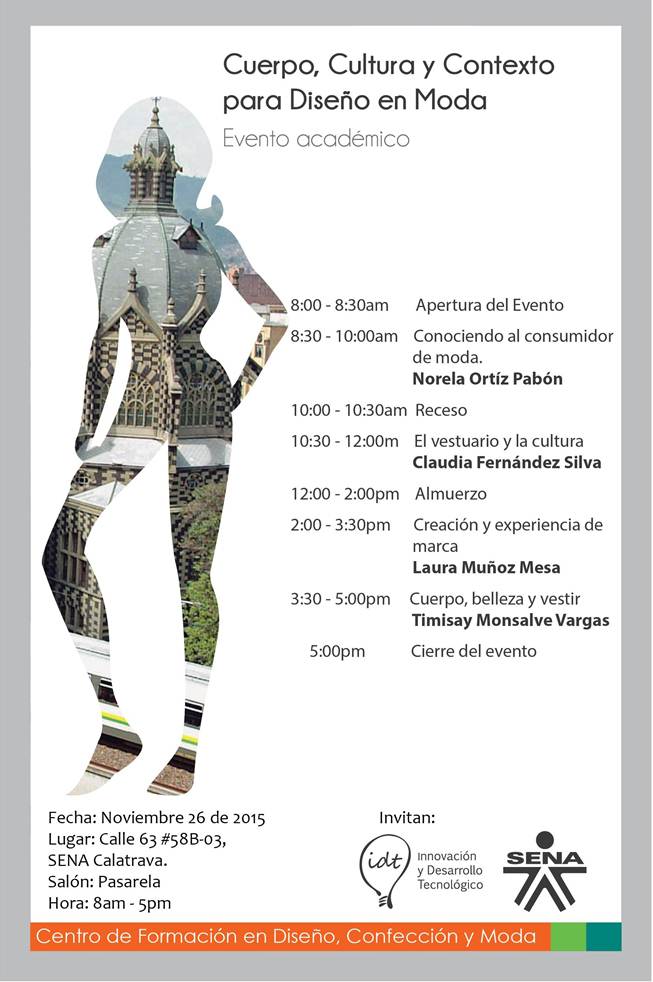 Cuerpo, Cultura y Contexto
para Diseño en Moda
Evento académico
8:00 - 8:30am Apertura del Evento
8:30 - 10:00am Conociendo al consumidor
de moda.
Norela Ortíz Pabón
10:00 - 10:30am Receso
10:30 - 12:00m El vestuario y la cultura
Claudia Fernández Silva
12:00 - 2:00pm Almuerzo
2:00 - 3:30pm Creación y experiencia de
marca
Laura Muñoz Mesa
3:30 - 5:00pm Cuerpo, belleza y vestir
Timisay Monsalve Vargas
5:00pm Cierre del evento
Fecha: Noviembre 26 de 2015
Lugar: Calle 63 #58B-03,
SENA Calatrava.
Salón: Pasarela
Hora: 8am - 5pm
Invitan:
idt
Innovación
y Desarrollo
Tecnológico
SENA
Centro de Formación en Diseño, Confección y Moda